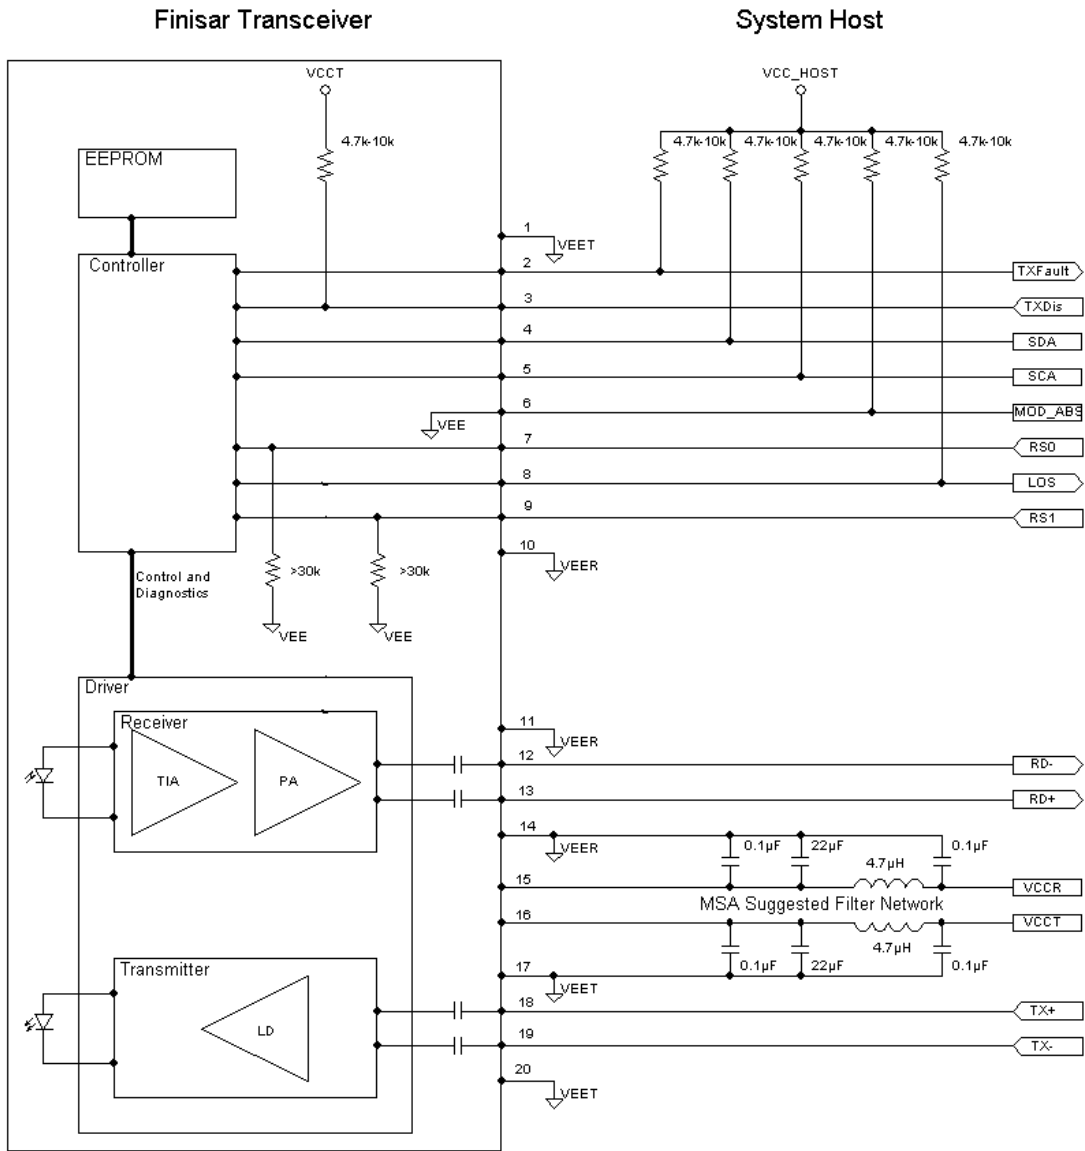 Finisar Transceiver
System Host
VCCT
VCC_HOST
4.7k-10k
4.7k-10k
4.7k-10k
4.7k-10k
4.7k-10k
4.7k-10k
EEPROM
1
VEET
Controller
2
TXFault
3
TXDis
4
SDA
5
SCA
6
MOD_ABS
VEE
7
RS0
8
LOS
9
RS1
10
VEER
>30k
>30k
Control and
Diagnostics
VEE
VEE
Driver
Receiver
11
VEER
12
RD-
TIA
PA
13
RD+
14
VEER
0.1µF
22µF
0.1µF
4.7µH
15
VCCR
MSA Suggested Filter Network
16
VCCT
4.7µH
Transmitter
17
0.1µF
22µF
0.1µF
VEET
18
TX+
LD
19
TX-
20
VEET